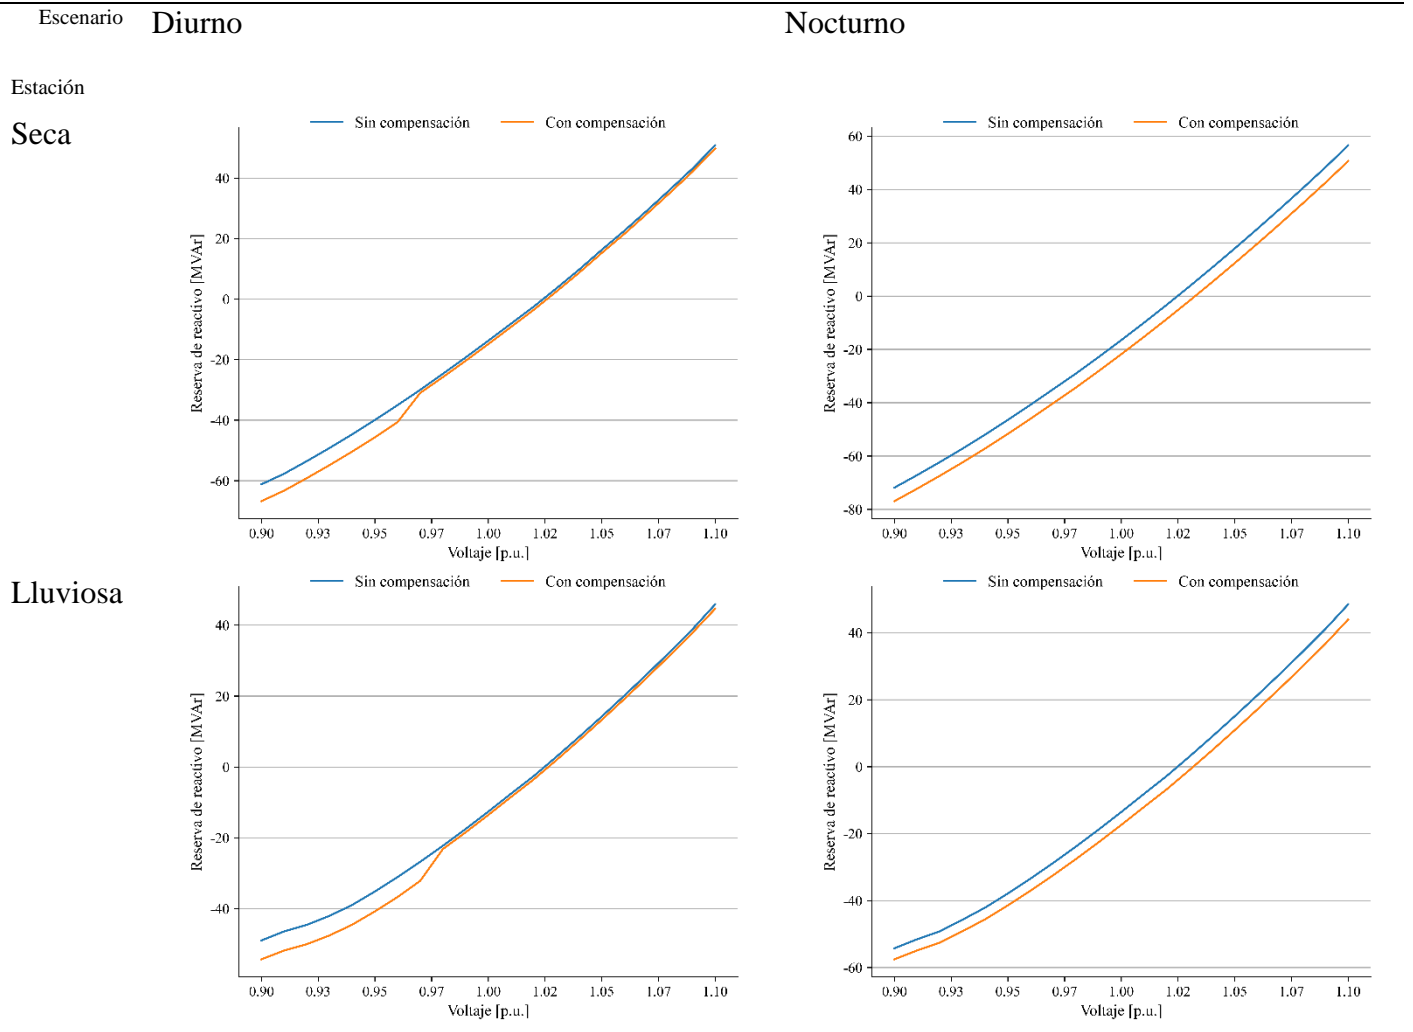 Escenario Diurno Nocturno
Estación
Seca
Sin compensación Con compensación
Reserva de reactivo [MVAr]
40
20
0
-20
-40
-60
0.90 0.93 0.95 0.97 1.00 1.02 1.05 1.07 1.10
Voltaje [p.u.]
Sin compensación Con compensación
Reserva de reactivo [MVAr]
60
40
20
0
-20
-40
-60
-80
0.90 0.93 0.95 0.97 1.00 1.02 1.05 1.07 1.10
Voltaje [p.u.]
Lluviosa
Sin compensación Con compensación
Reserva de reactivo [MVAr]
40
20
0
-20
-40
0.90 0.93 0.95 0.97 1.00 1.02 1.05 1.07 1.10
Voltaje [p.u.]
Sin compensación Con compensación
Reserva de reactivo [MVAr]
40
20
0
-20
-40
-60
0.90 0.93 0.95 0.97 1.00 1.02 1.05 1.07 1.10
Voltaje [p.u.]